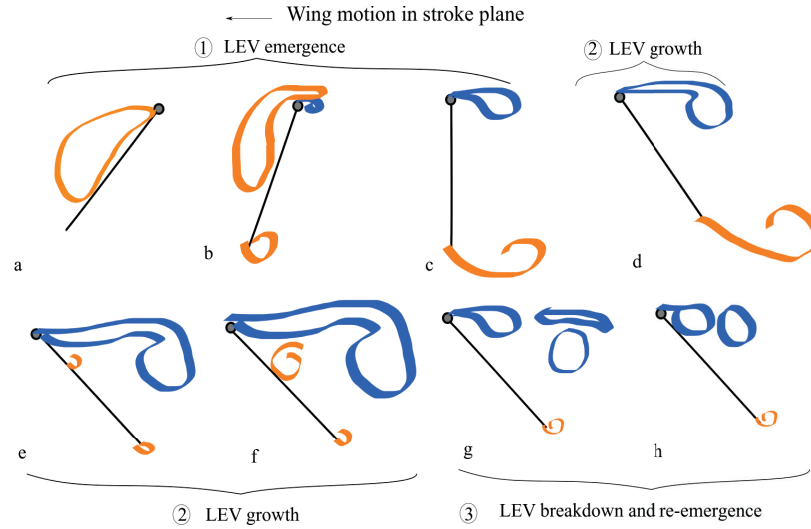 Wing motion in stroke plane
① LEV emergence
② LEV growth
a
b
c
d
e
f
g
h
② LEV growth
③ LEV breakdown and re-emergence